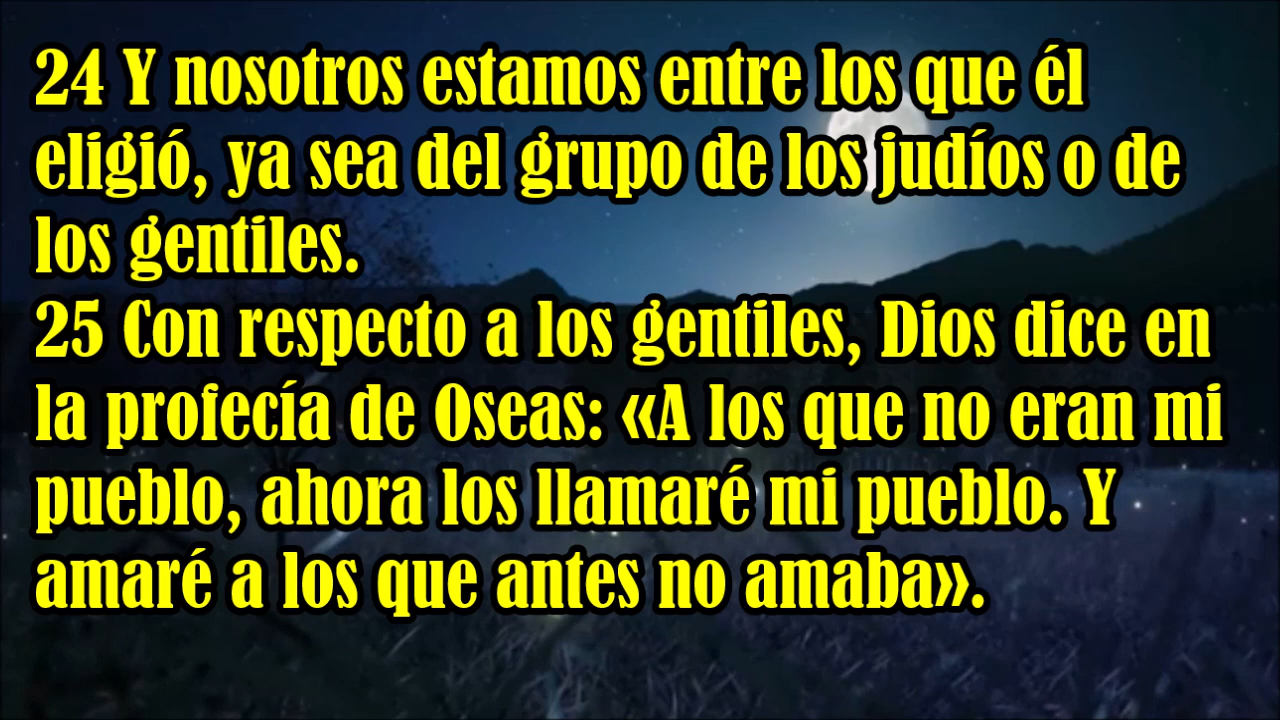 24 Y nosotros estamos entre los que él
eligió, ya sea del grupo de los judíos o de
los gentiles.
25 Con respecto a los gentiles, Dios dice en
la profecía de Oseas: «A los que no eran mi
pueblo, ahora los llamaré mi pueblo. Y
amaré a los que antes no amaba».